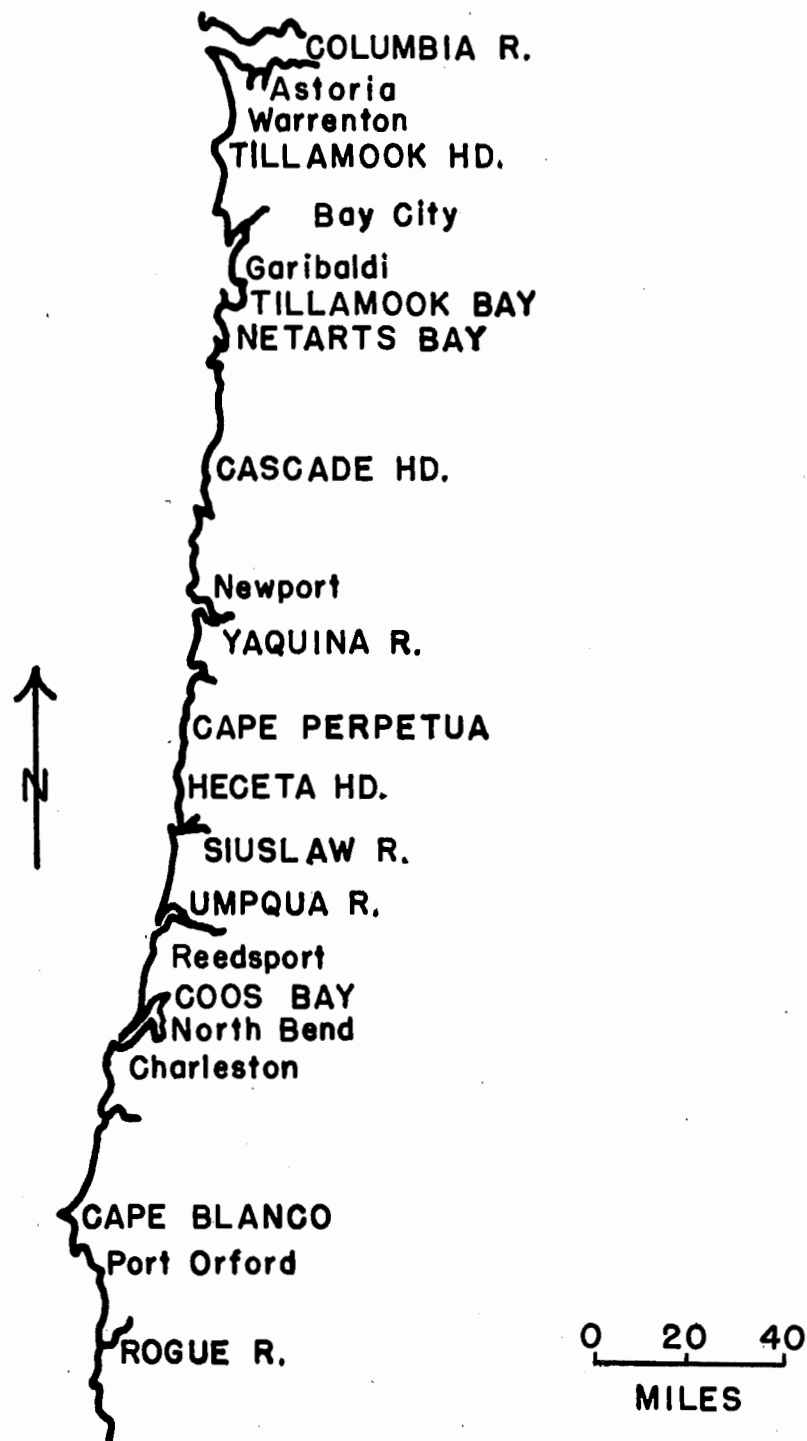 COLUMBIA R.
Astoria
Warrenton
TILLAMOOK HD.
Bay City
Garibaldi
TILLAMOOK BAY
NETARTS BAY
CASCADE HD.
Newport
YAQUINA R.
CAPE PERPETUA
N
HECETA HD.
SIUSLAW R.
UMPQUA R.
Reedsport
COOS BAY
North Bend
Charleston
CAPE BLANCO
Port Orford
ROGUE R.
0 20 40
MILES